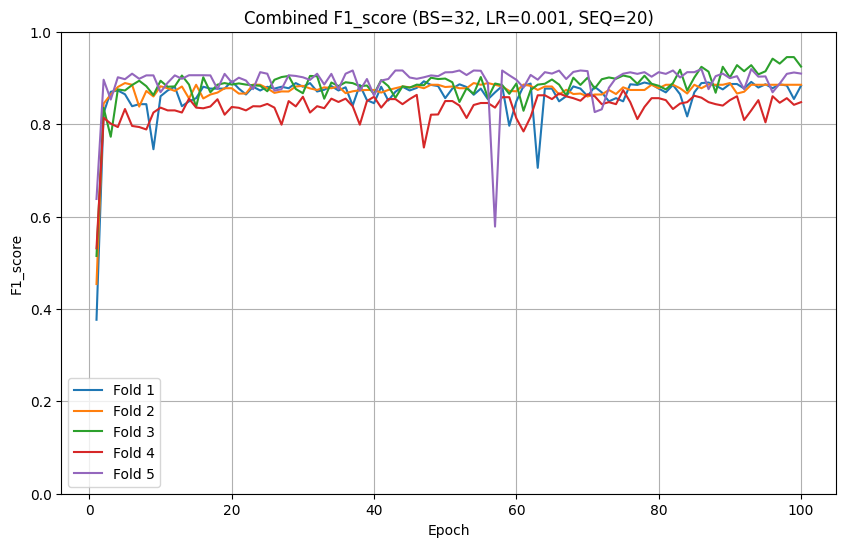 Combined F1_score (BS=32, LR=0.001, SEQ=20)
1.0
0.8
0.6
0.4
0.2
0.0
F1_score
Fold 1
Fold 2
Fold 3
Fold 4
Fold 5
0 20 40 60 80 100
Epoch